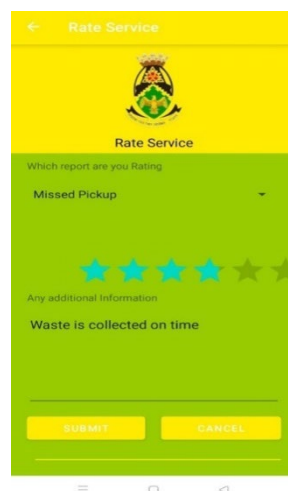 Rate Service
Rate Service
Which report are you Rating
Missed Pickup
Any additional Information
Waste is collected on time
SUBMIT
CANCEL